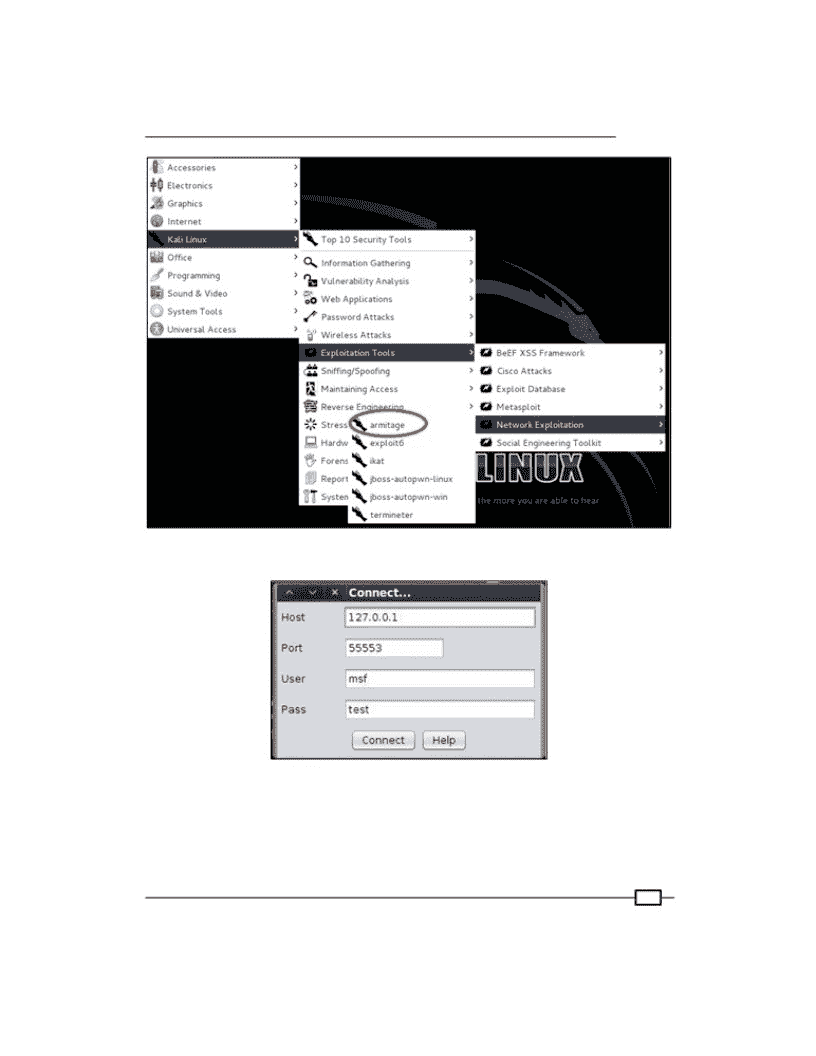 Accessories
Electronics
Graphics
Internet
Kali Linux
Office
Programming
Sound & Video
System Tools
Universal Access
Top 10 Security Tools
Information Gathering
Vulnerability Analysis
Web Applications
Password Attacks
Wireless Attacks
Exploitation Tools
Sniffing/Spoofing
Maintaining Access
Reverse Engineering
Stress
Hardw
Forens
Report
System
armitage
exploit6
ikat
jboss-autopwn-linux
jboss-autopwn-win
termineter
BeEF XSS Framework
Cisco Attacks
Exploit Database
Metasploit
Network Exploitation
Social Engineering Toolkit
LINUX
the more you are able to hear
Connect...
Host 127.0.0.1
Port 55553
User msf
Pass test
Connect Help